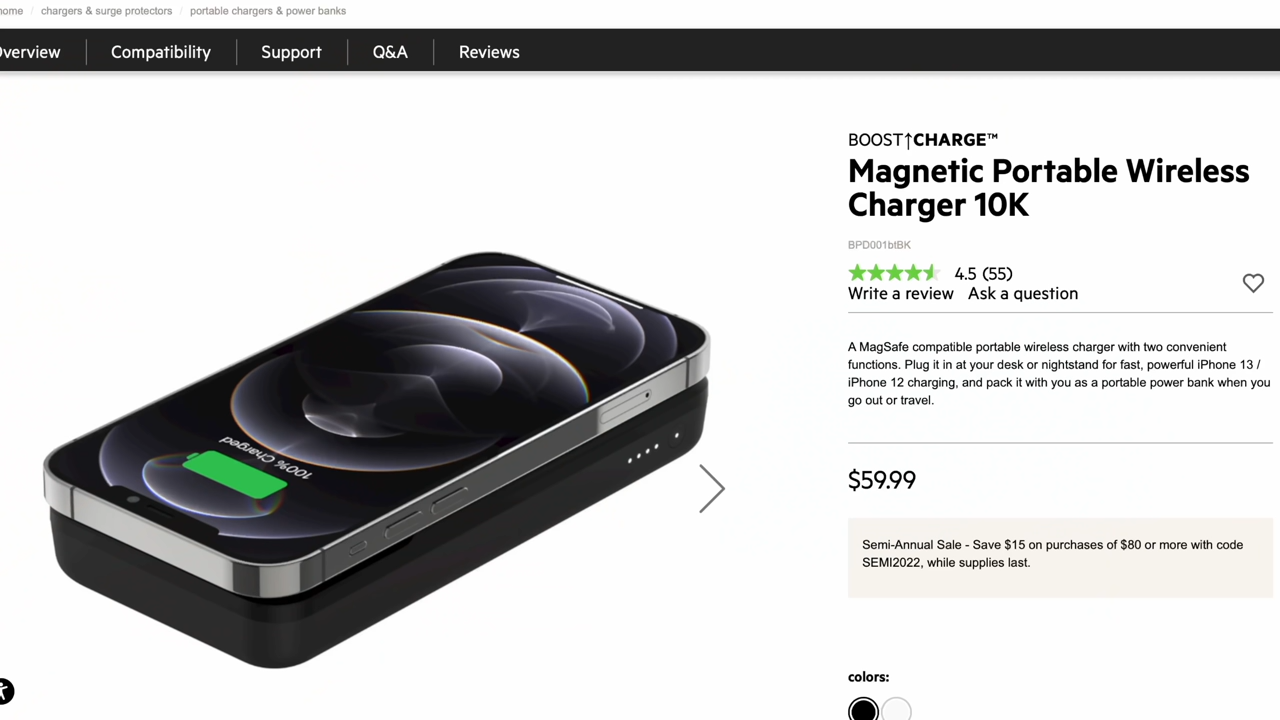 home / chargers & surge protectors / portable chargers & power banks
Overview
Compatibility
Support
Q&A
Reviews
BOOST↑CHARGE™
Magnetic Portable Wireless
Charger 10K
BPD001btBK
4.5 (55)
Write a review Ask a question
A MagSafe compatible portable wireless charger with two convenient
functions. Plug it in at your desk or nightstand for fast, powerful iPhone 13 /
iPhone 12 charging, and pack it with you as a portable power bank when you
go out or travel.
100% Charged
$59.99
Semi-Annual Sale - Save $15 on purchases of $80 or more with code
SEMI2022, while supplies last.
colors: